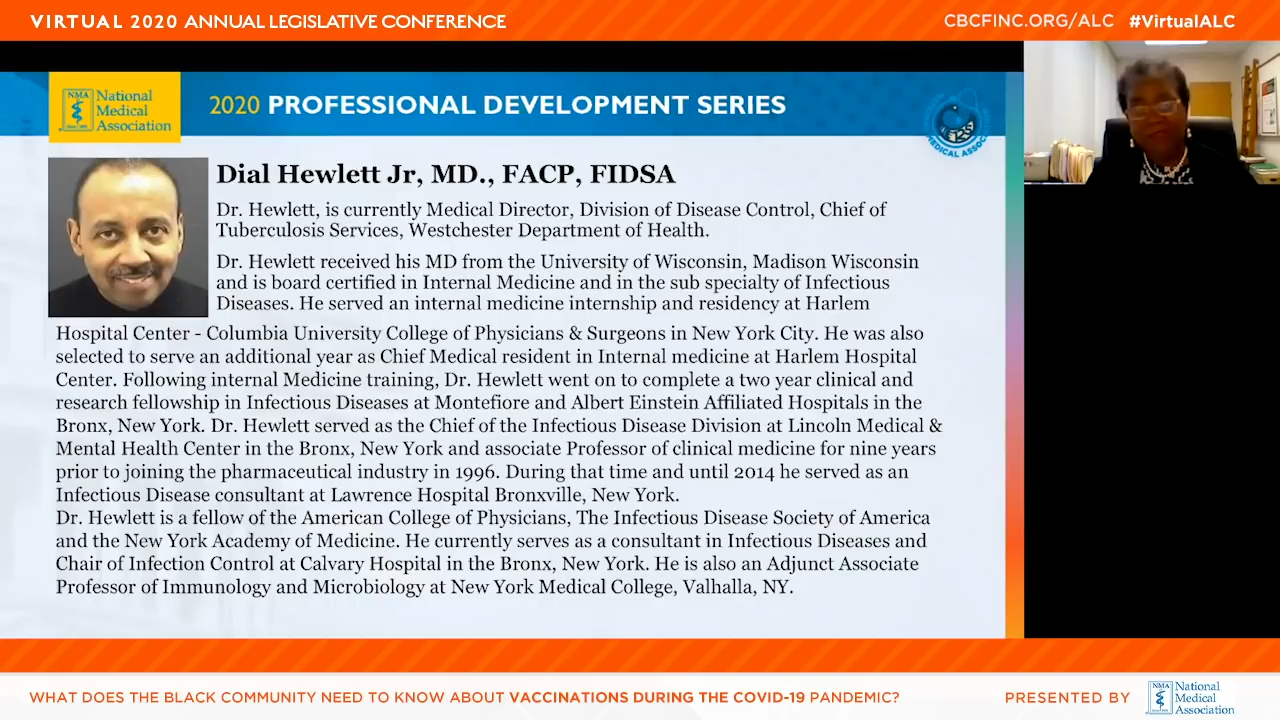 VIRTUAL 2020 ANNUAL LEGISLATIVE CONFERENCE
CBCFINC.ORG/ALC #VirtualALC
NMA
National
Medical
Association
2020 PROFESSIONAL DEVELOPMENT SERIES
Dial Hewlett Jr, MD., FACP, FIDSA
Dr. Hewlett, is currently Medical Director, Division of Disease Control, Chief of
Tuberculosis Services, Westchester Department of Health.
Dr. Hewlett received his MD from the University of Wisconsin, Madison Wisconsin
and is board certified in Internal Medicine and in the sub specialty of Infectious
Diseases. He served an internal medicine internship and residency at Harlem
Hospital Center - Columbia University College of Physicians & Surgeons in New York City. He was also
selected to serve an additional year as Chief Medical resident in Internal medicine at Harlem Hospital
Center. Following internal Medicine training, Dr. Hewlett went on to complete a two year clinical and
research fellowship in Infectious Diseases at Montefiore and Albert Einstein Affiliated Hospitals in the
Bronx, New York. Dr. Hewlett served as the Chief of the Infectious Disease Division at Lincoln Medical &
Mental Health Center in the Bronx, New York and associate Professor of clinical medicine for nine years
prior to joining the pharmaceutical industry in 1996. During that time and until 2014 he served as an
Infectious Disease consultant at Lawrence Hospital Bronxville, New York.
Dr. Hewlett is a fellow of the American College of Physicians, The Infectious Disease Society of America
and the New York Academy of Medicine. He currently serves as a consultant in Infectious Diseases and
Chair of Infection Control at Calvary Hospital in the Bronx, New York. He is also an Adjunct Associate
Professor of Immunology and Microbiology at New York Medical College, Valhalla, NY.
WHAT DOES THE BLACK COMMUNITY NEED TO KNOW ABOUT VACCINATIONS DURING THE COVID-19 PANDEMIC?
PRESENTED BY
NMA
National
Medical
Association